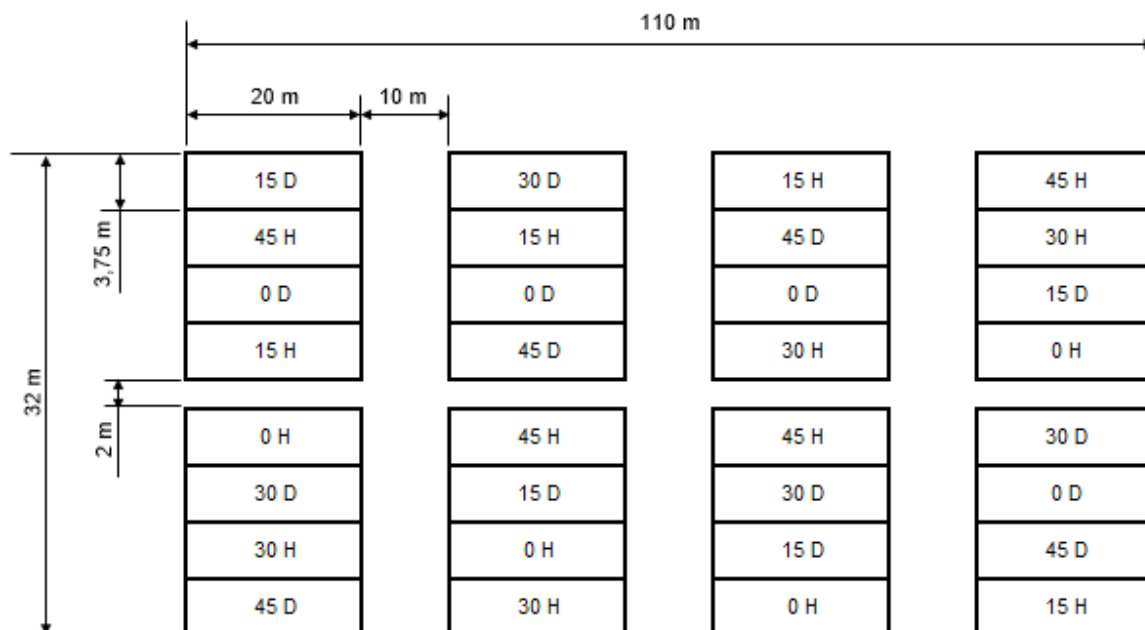 110 m
20 m 10 m
15 D 30 D 15 H 45 H
45 H 15 H 45 D 30 H
3,75 m
0 D 0 D 0 D 15 D
15 H 45 D 30 H 0 H
32 m
2 m
0 H 45 H 45 H 30 D
30 D 15 D 30 D 0 D
30 H 0 H 15 D 45 D
45 D 30 H 0 H 15 H